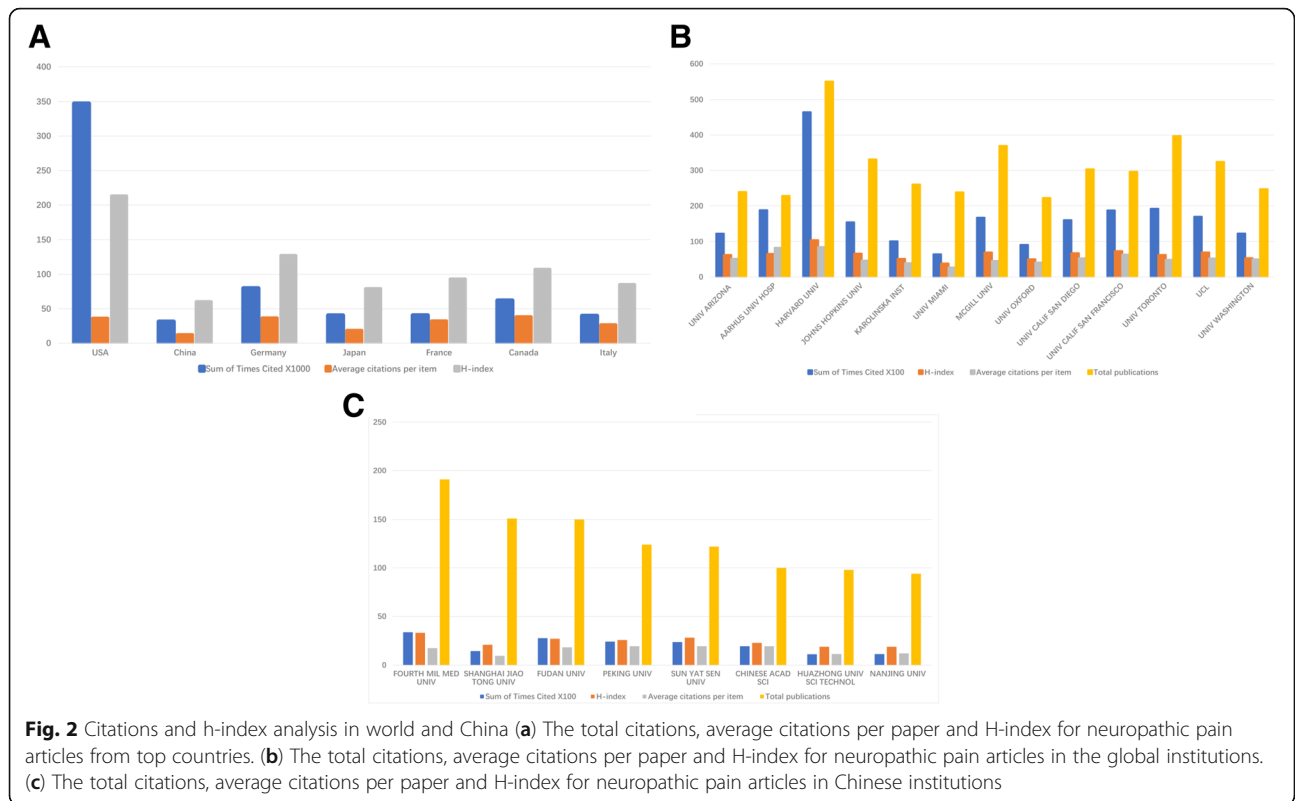 A
400
350
300
250
200
150
100
50
0
USA China Germany Japan France Canada Italy
Sum of Times Cited X1000 Average citations per item H-index
B
600
500
400
300
200
100
0
UNIV ARIZONA
AARHUS UNIV HOSP
HARVARD UNIV
JOHNS HOPKINS UNIV
KAROLINSKA INST
UNIV MIAMI
MCGILL UNIV
UNIV OXFORD
UNIV CALIF SAN DIEGO
UNIV CALIF SAN FRANCISCO
UNIV TORONTO
UCL
UNIV WASHINGTON
Sum of Times Cited X100 H-index Average citations per item Total publications
C
250
200
150
100
50
0
FOURTH MIL MED UNIV
SHANGHAI JIAO TONG UNIV
FUDAN UNIV
PEKING UNIV
SUN YAT SEN UNIV
CHINESE ACAD SCI
HUAZHONG UNIV SCI TECHNOL
NANJING UNIV
Sum of Times Cited X100 H-index Average citations per item Total publications
Fig. 2 Citations and h-index analysis in world and China (a) The total citations, average citations per paper and H-index for neuropathic pain
articles from top countries. (b) The total citations, average citations per paper and H-index for neuropathic pain articles in the global institutions.
(c) The total citations, average citations per paper and H-index for neuropathic pain articles in Chinese institutions